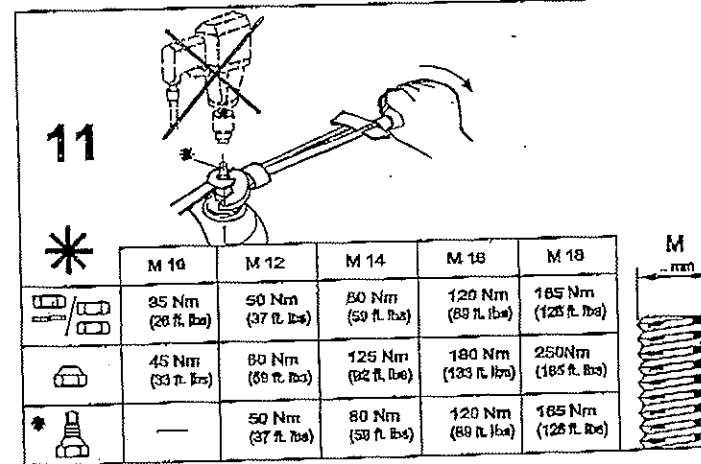 11
M
mm
M 10 M 12 M 14 M 16 M 18
35 Nm 50 Nm 80 Nm 120 Nm 165 Nm
(26 ft. lbs) (37 ft. lbs) (59 ft. lbs) (89 ft. lbs) ft. lbs)
45 Nm 80 Nm 125 Nm 180 Nm 250Nm
(33 ft. lbs) (59 ft. lbs) (92 ft. lbs) (133 ft. lbs) (185 ft. lbs)
— 50 Nm 80 Nm 120 Nm 165 Nm
(37 ft. lbs) (59 ft. lbs) (89 ft. lbs) ft. lbs)